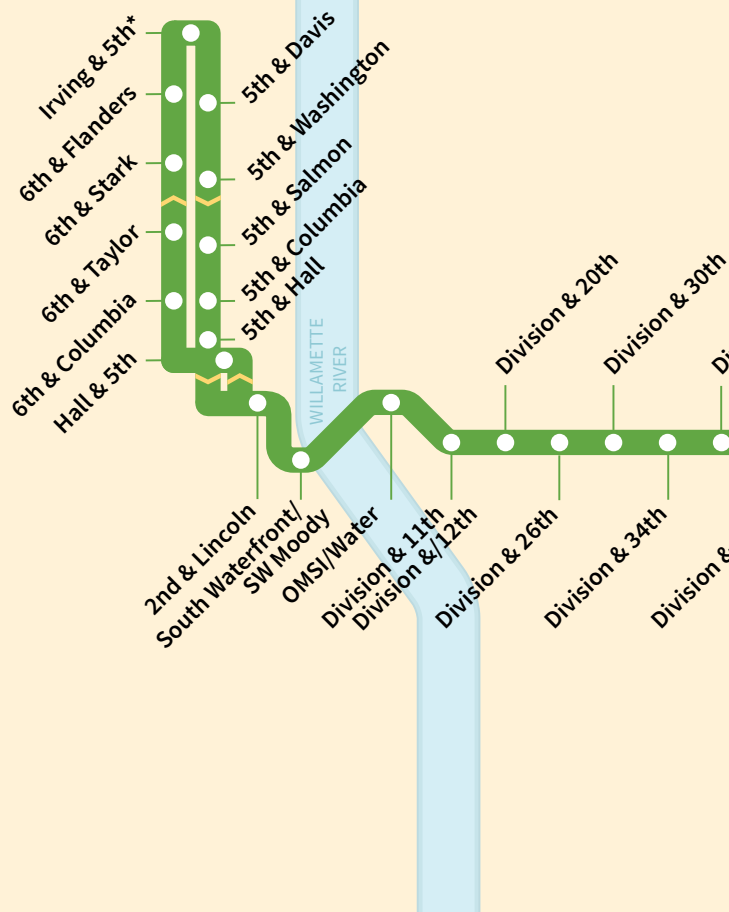 Irving & 5th*
6th & Flanders
6th & Stark
6th & Taylor
6th & Columbia
Hall & 5th
5th & Davis
5th & Washington
5th & Salmon
5th & Columbia
5th & Hall
WILLAMETTE
RIVER
2nd & Lincoln
South Waterfront/
SW Moody
OMSI/Water
Division & 11th
Division &/12th
Division & 20th
Division & 26th
Division & 30th
Division & 34th
Di
Division &